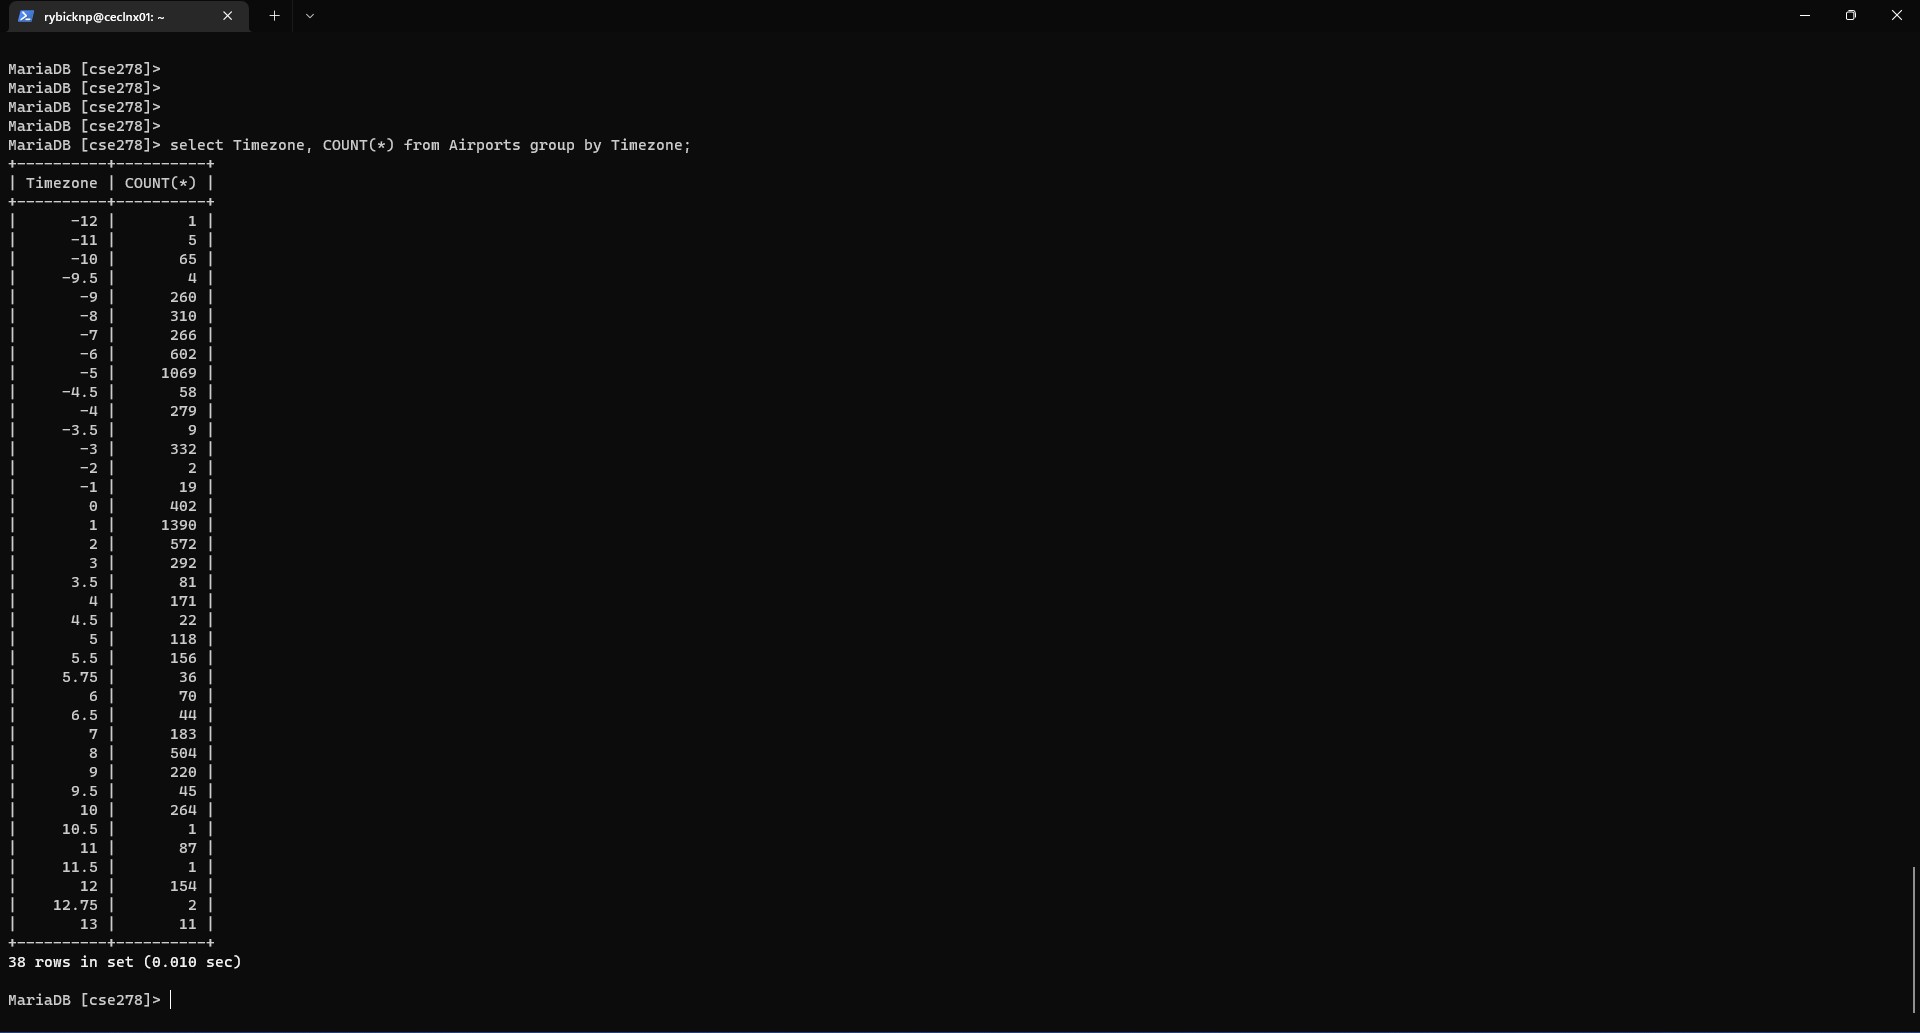 rybicknp@ceclnx01: ~
MariaDB [cse278]>
MariaDB [cse278]>
MariaDB [cse278]>
MariaDB [cse278]>
MariaDB [cse278]> select Timezone, COUNT(*) from Airports group by Timezone;
+----------+----------+
| Timezone | COUNT(*) |
+----------+----------+
|      -12 |        1 |
|      -11 |        5 |
|      -10 |       65 |
|     -9.5 |        4 |
|       -9 |      260 |
|       -8 |      310 |
|       -7 |      266 |
|       -6 |      602 |
|       -5 |     1069 |
|     -4.5 |       58 |
|       -4 |      279 |
|     -3.5 |        9 |
|       -3 |      332 |
|       -2 |        2 |
|       -1 |       19 |
|        0 |      402 |
|        1 |     1390 |
|        2 |      572 |
|        3 |      292 |
|      3.5 |       81 |
|        4 |      171 |
|      4.5 |       22 |
|        5 |      118 |
|      5.5 |      156 |
|     5.75 |       36 |
|        6 |       70 |
|      6.5 |       44 |
|        7 |      183 |
|        8 |      504 |
|        9 |      220 |
|      9.5 |       45 |
|       10 |      264 |
|     10.5 |        1 |
|       11 |       87 |
|     11.5 |        1 |
|       12 |      154 |
|    12.75 |        2 |
|       13 |       11 |
+----------+----------+
38 rows in set (0.010 sec)
MariaDB [cse278]>